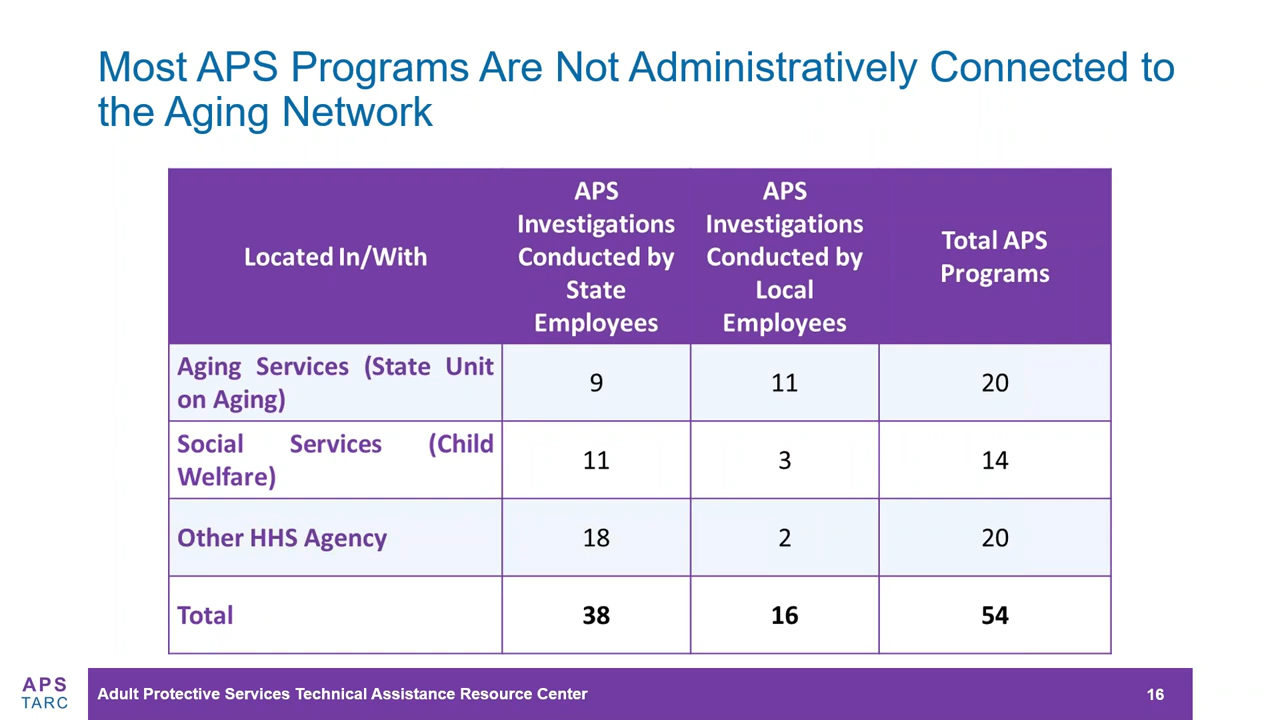 Most APS Programs Are Not Administratively Connected to
the Aging Network
Located In/With
APS
Investigations
Conducted by
State
Employees
APS
Investigations
Conducted by
Local
Employees
Total APS
Programs
Aging Services (State Unit
on Aging)
9
11
20
Social Services (Child
Welfare)
11
3
14
Other HHS Agency
18
2
20
Total
38
16
54
APS
TARC
Adult Protective Services Technical Assistance Resource Center
16